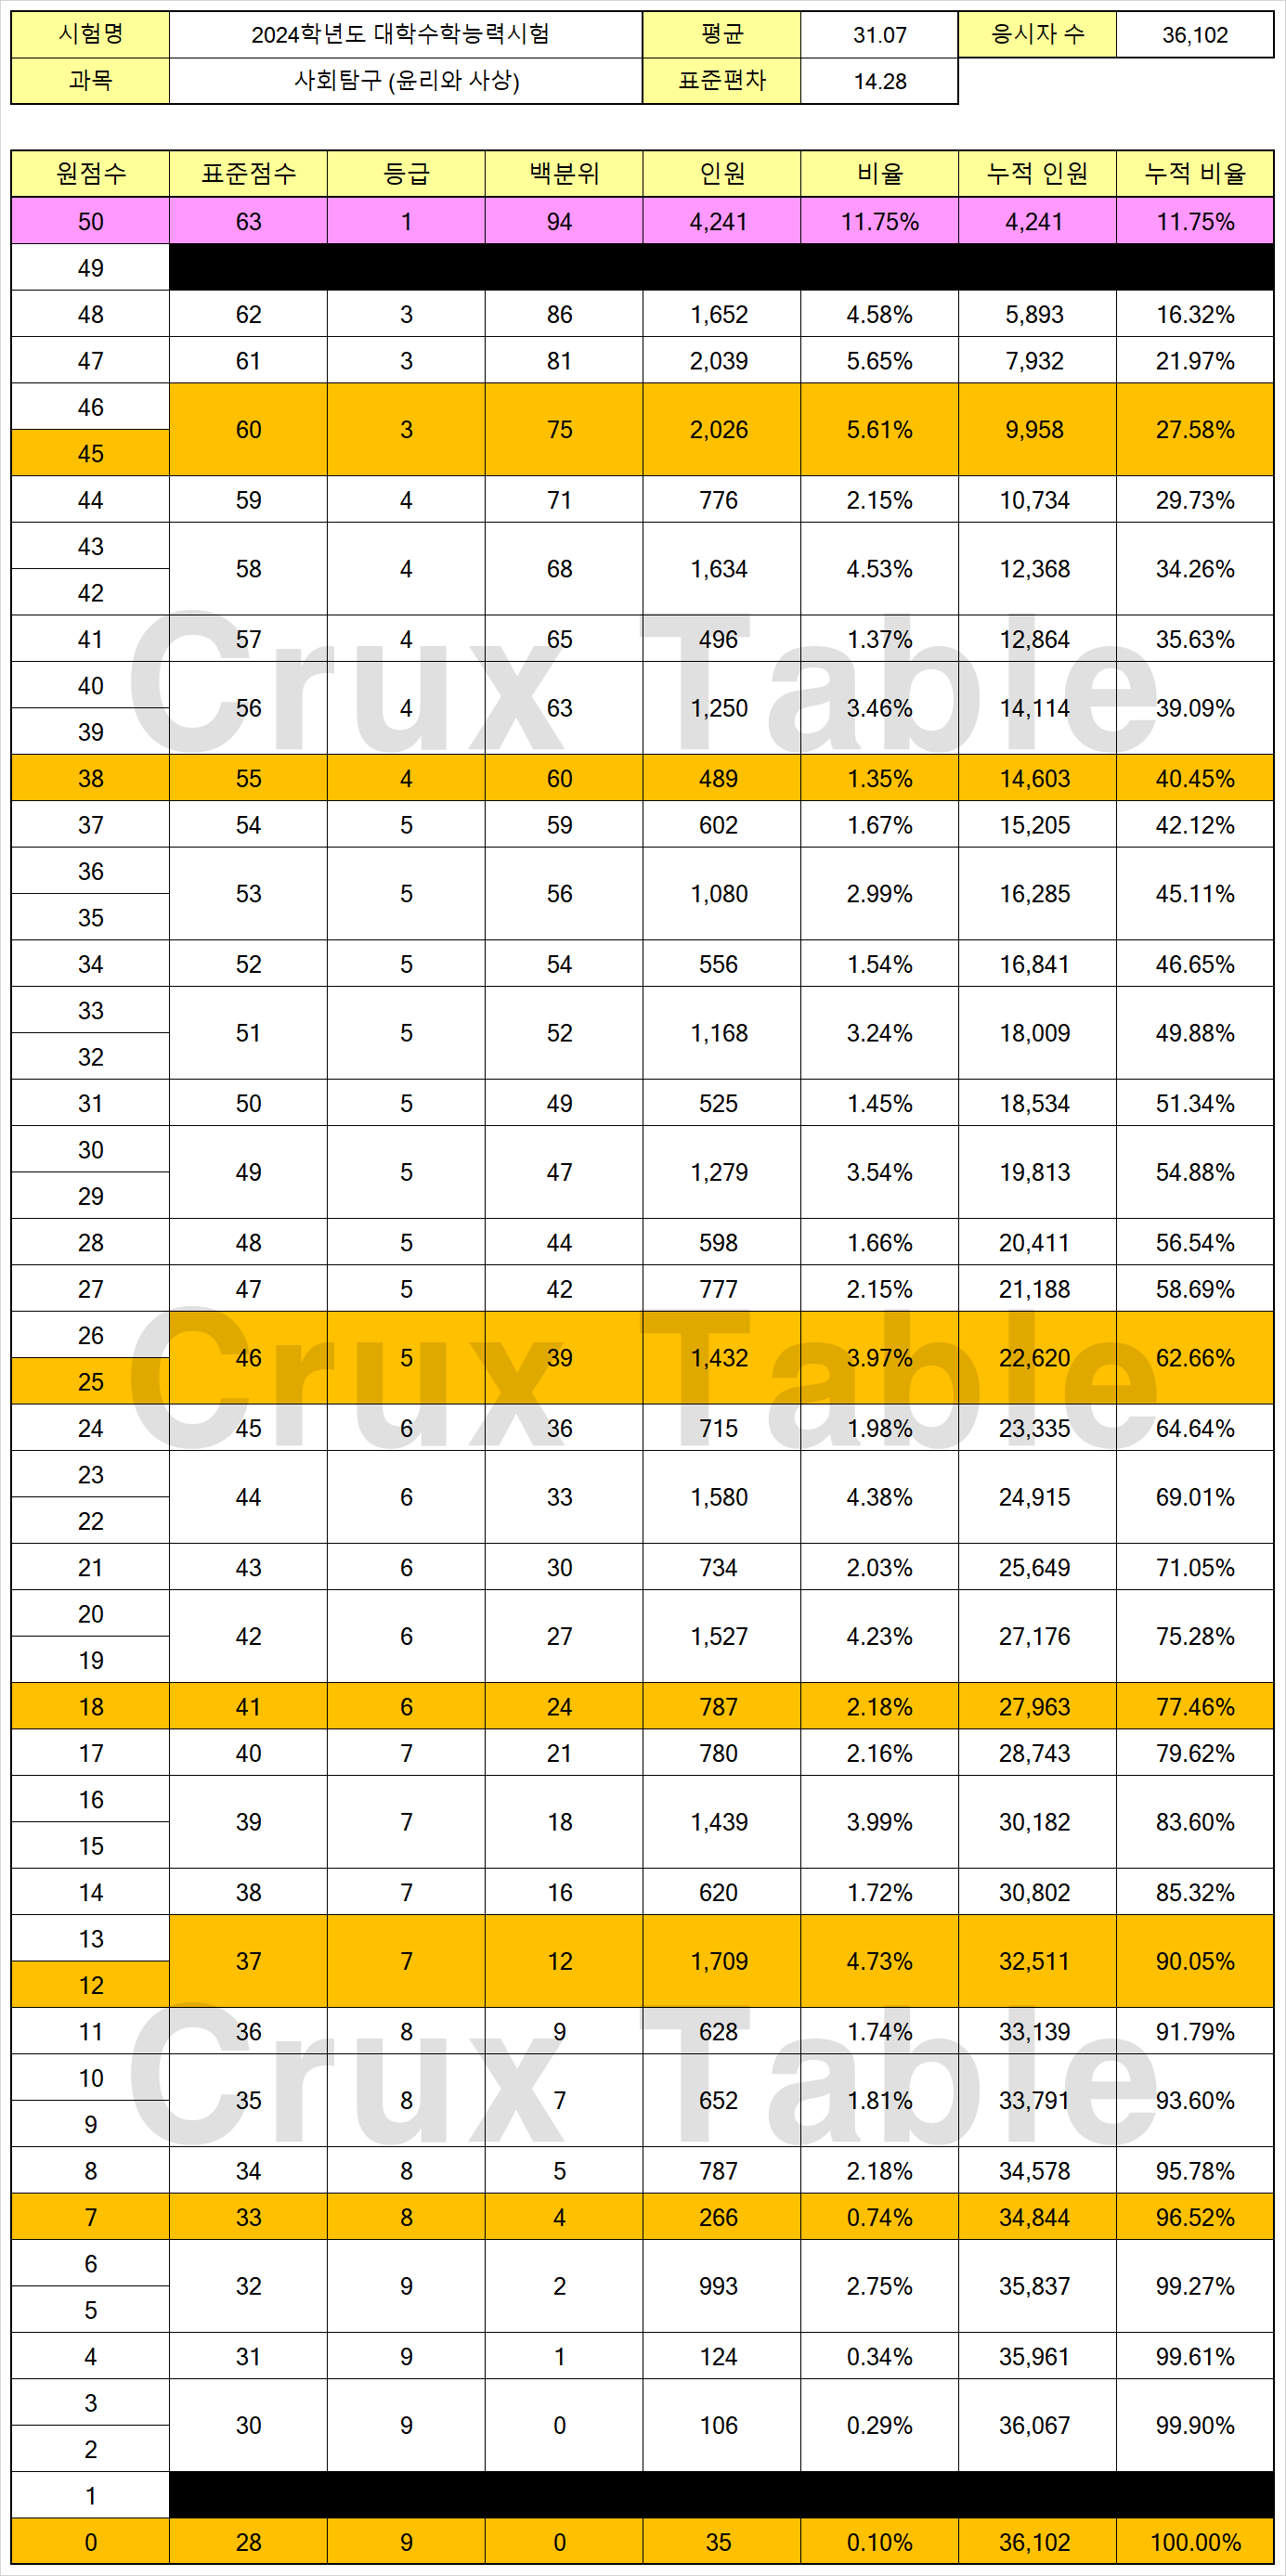 시험명 2024학년도 대학수학능력시험 평균 31.07 응시자 수 36,102
과목 사회탐구 (윤리와 사상) 표준편차 14.28
원점수 표준점수 등급 백분위 인원 비율 누적 인원 누적 비율
50 63 1 94 4,241 11.75% 4,241 11.75%
49
48 62 3 86 1,652 4.58% 5,893 16.32%
47 61 3 81 2,039 5.65% 7,932 21.97%
46
60 3 75 2,026 5.61% 9,958 27.58%
45
44 59 4 71 776 2.15% 10,734 29.73%
43
58 4 68 1,634 4.53% 12,368 34.26%
42
41 57 4 65 496 1.37% 12,864 35.63%
Crux Table
40
56 4 63 1,250 3.46% 14,114 39.09%
39
38 55 4 60 489 1.35% 14,603 40.45%
37 54 5 59 602 1.67% 15,205 42.12%
36
53 5 56 1,080 2.99% 16,285 45.11%
35
34 52 5 54 556 1.54% 16,841 46.65%
33
51 5 52 1,168 3.24% 18,009 49.88%
32
31 50 5 49 525 1.45% 18,534 51.34%
30
49 5 47 1,279 3.54% 19,813 54.88%
29
28 48 5 44 598 1.66% 20,411 56.54%
27 47 5 42 777 2.15% 21,188 58.69%
26
46 5 39 1,432 3.97% 22,620 62.66%
Crux Table
25
24 45 6 36 715 1.98% 23,335 64.64%
23
44 6 33 1,580 4.38% 24,915 69.01%
22
21 43 6 30 734 2.03% 25,649 71.05%
20
42 6 27 1,527 4.23% 27,176 75.28%
19
18 41 6 24 787 2.18% 27,963 77.46%
17 40 7 21 780 2.16% 28,743 79.62%
16
39 7 18 1,439 3.99% 30,182 83.60%
15
14 38 7 16 620 1.72% 30,802 85.32%
13
37 7 12 1,709 4.73% 32,511 90.05%
12
11 36 8 9 628 1.74% 33,139 91.79%
Crux Table
10
35 8 7 652 1.81% 33,791 93.60%
9
8 34 8 5 787 2.18% 34,578 95.78%
7 33 8 4 266 0.74% 34,844 96.52%
6
32 9 2 993 2.75% 35,837 99.27%
5
4 31 9 1 124 0.34% 35,961 99.61%
3
30 9 0 106 0.29% 36,067 99.90%
2
1
0 28 9 0 35 0.10% 36,102 100.00%